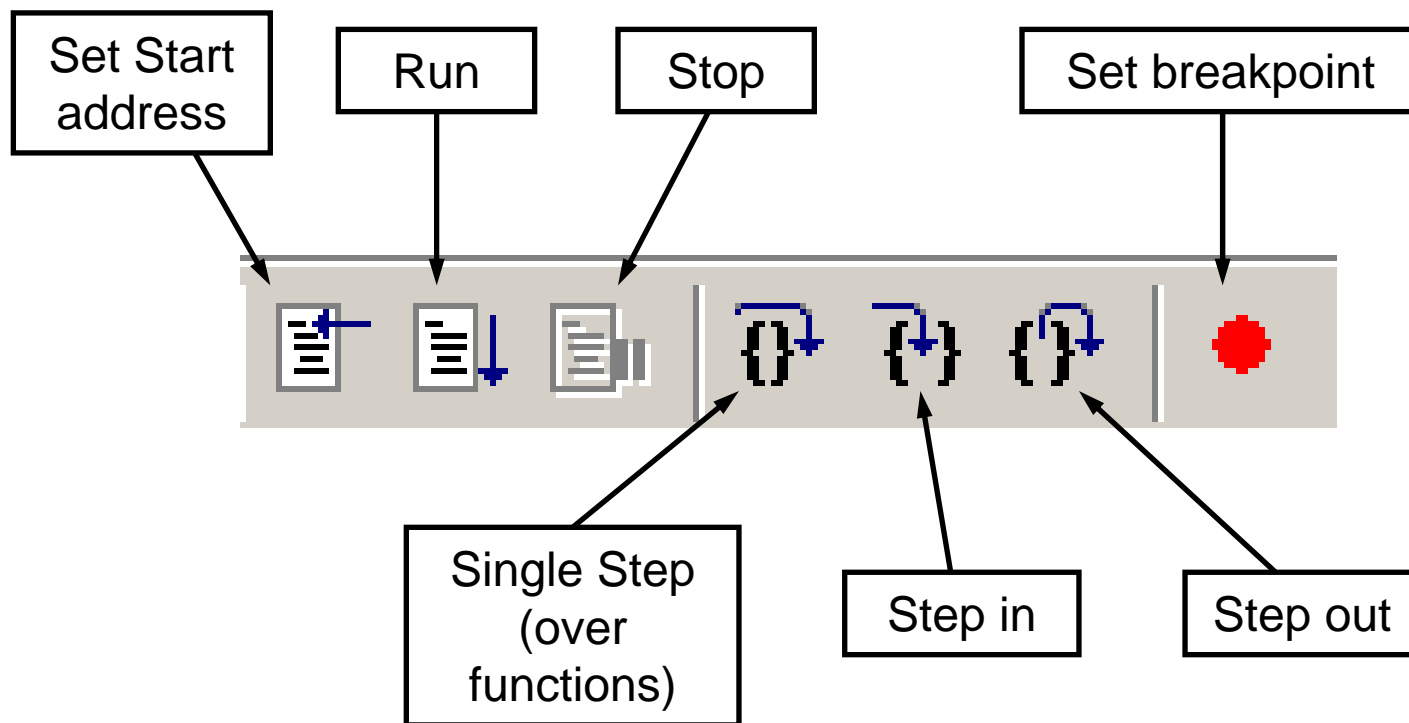 Set Start
address
Run
Stop
Set breakpoint
Single Step
(over
functions)
Step in
Step out